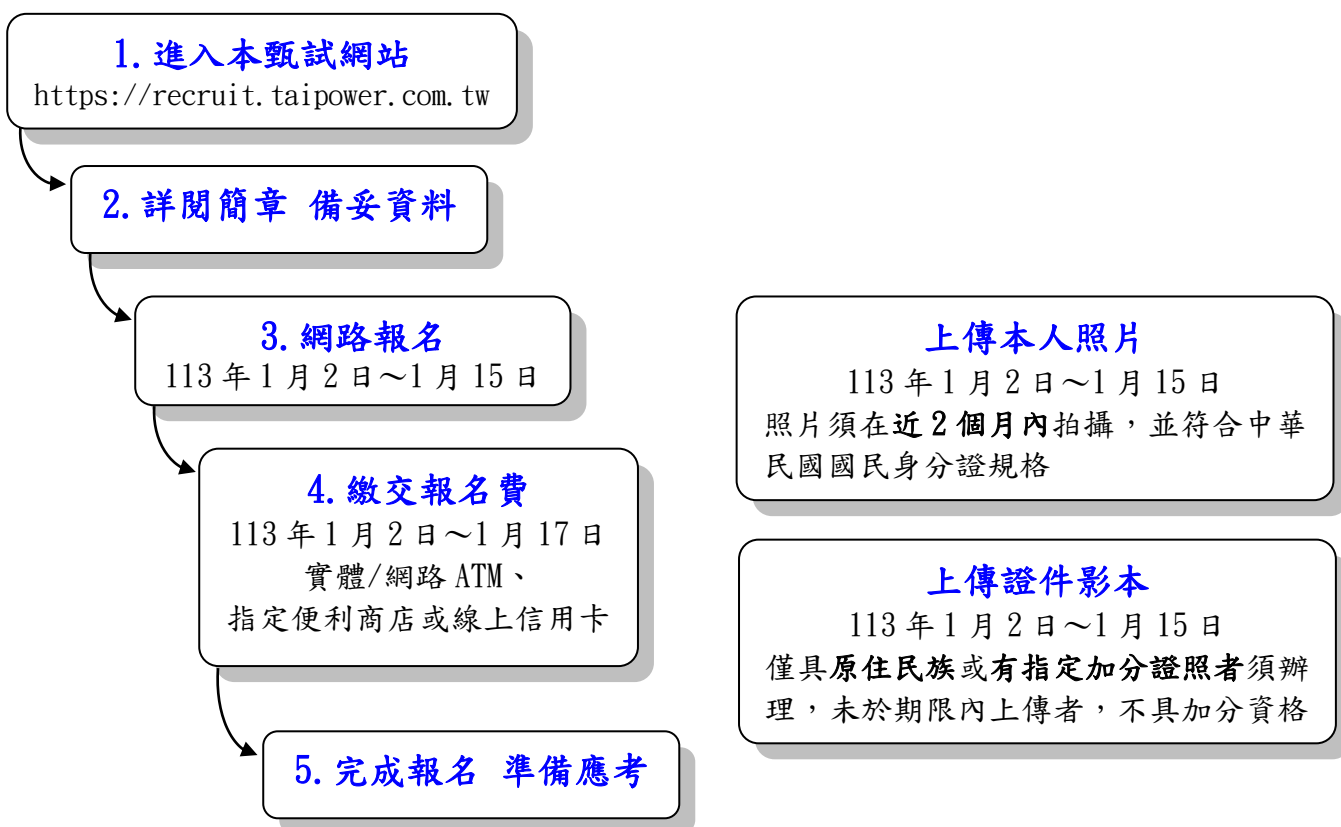 1.進入本甄試網站
https://recruit.taipower.com.tw
2.詳閱簡章 備妥資料
3.網路報名
113年1月2日～1月15日
4.繳交報名費
113年1月2日～1月17日
實體/網路ATM、
指定便利商店或線上信用卡
5.完成報名 準備應考
上傳本人照片
113年1月2日～1月15日
照片須在近2個月內拍攝，並符合中華
民國國民身分證規格
上傳證件影本
113年1月2日～1月15日
僅具原住民族或有指定加分證照者須辦
理，未於期限內上傳者，不具加分資格